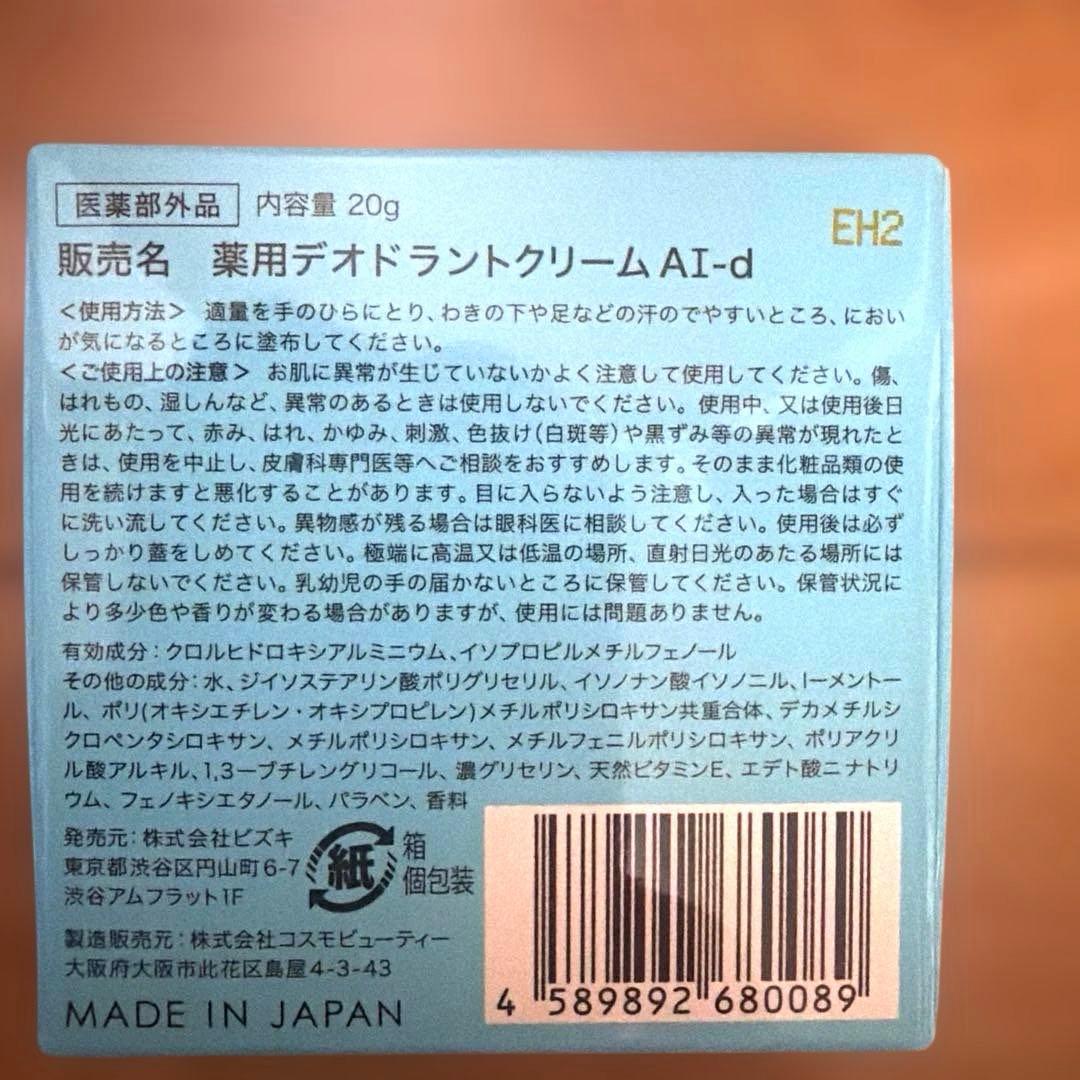 医薬部外品 内容量 20g
EH2
販売名 薬用デオドラントクリームAI-d
<使用方法> 適量を手のひらにとり、わきの下や足などの汗のでやすいところ、におい
が気になるところに塗布してください。
<ご使用上の注意> お肌に異常が生じていないかよく注意して使用してください。傷、
はれもの、湿しんなど、異常のあるときは使用しないでください。使用中、又は使用後日
光にあたって、赤み、はれ、かゆみ、刺激、色抜け(白斑等)や黒ずみ等の異常が現れたと
きは、使用を中止し、皮膚科専門医等へご相談をおすすめします。そのまま化粧品類の使
用を続けますと悪化することがあります。目に入らないよう注意し、入った場合はすぐ
に洗い流してください。異物感が残る場合は眼科医に相談してください。使用後は必ず
しっかり蓋をしめてください。極端に高温又は低温の場所、直射日光のあたる場所には
保管しないでください。乳幼児の手の届かないところに保管してください。保管状況に
より多少色や香りが変わる場合がありますが、使用には問題ありません。
有効成分:クロルヒドロキシアルミニウム、イソプロピルメチルフェノール
その他の成分:水、ジイソステアリン酸ポリグリセリル、イソノナン酸イソノニル、l-メントー
ル、ポリ(オキシエチレン・オキシプロピレン)メチルポリシロキサン共重合体、デカメチルシ
クロペンタシロキサン、メチルポリシロキサン、メチルフェニルポリシロキサン、ポリアクリ
ル酸アルキル、1,3-ブチレングリコール、濃グリセリン、天然ビタミンE、エデト酸ニナトリ
ウム、フェノキシエタノール、パラベン、香料
発売元:株式会社ビズキ
東京都渋谷区円山町6-7
渋谷アムフラット1F
紙
箱
個包装
製造販売元:株式会社コスモビューティー
大阪府大阪市此花区島屋4-3-43
MADE IN JAPAN
4 589892 680089